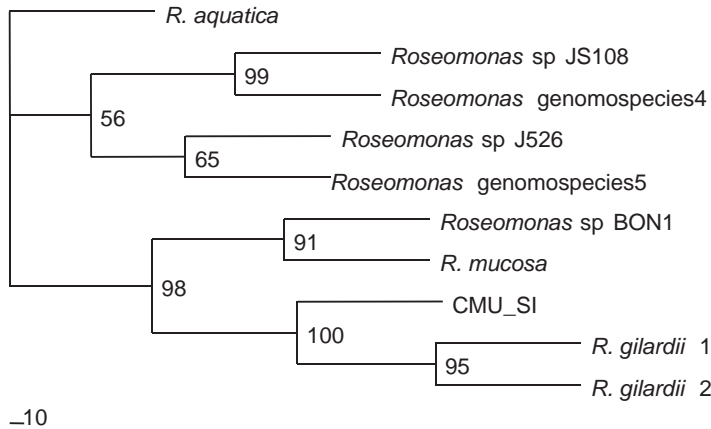 R. aquatica
Roseomonas sp JS108
99
Roseomonas genomospecies4
56
Roseomonas sp J526
65
Roseomonas genomospecies5
Roseomonas sp BON1
91
R. mucosa
98
CMU_SI
100
R. gilardii 1
95
R. gilardii 2
10